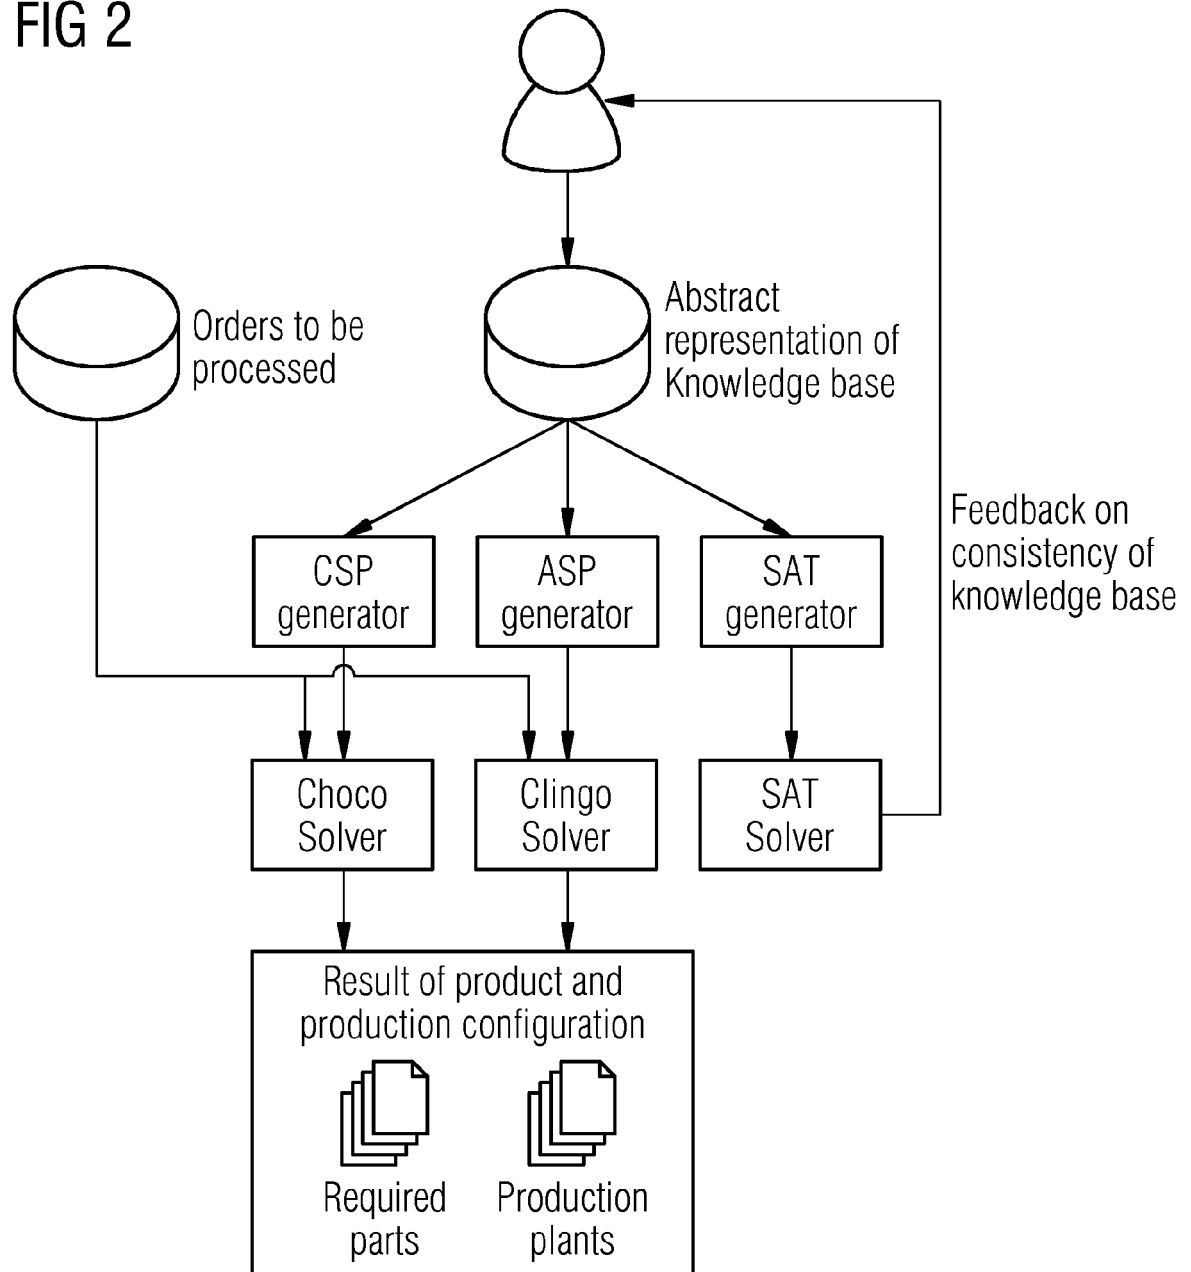 FIG 2
Orders to be
processed
Abstract
representation of
Knowledge base
Feedback on
consistency of
knowledge base
CSP
generator
ASP
generator
SAT
generator
Choco
Solver
Clingo
Solver
SAT
Solver
Result of product and
production configuration
Required
parts
Production
plants